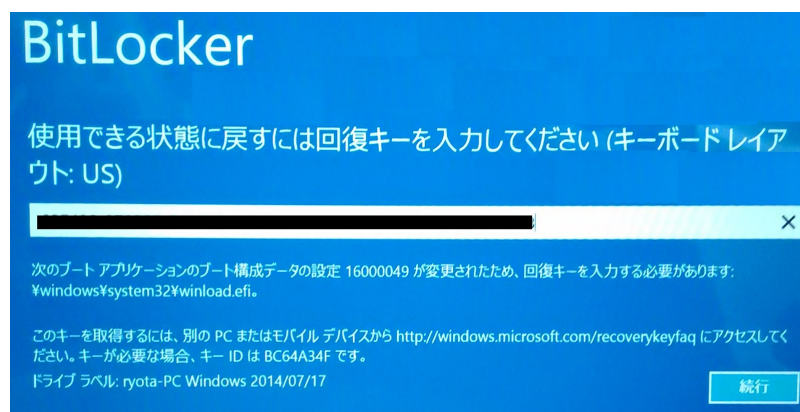 BitLocker
使用できる状態に戻すには回復キーを入力してください (キーボード レイア
ウト: US)
次のブート アプリケーションのブート構成データの設定 16000049 が変更されたため、回復キーを入力する必要があります:
¥windows¥system32¥winload.efi。
このキーを取得するには、別の PC またはモバイル デバイスから http://windows.microsoft.com/recoverykeyfaq にアクセスしてく
ださい。キーが必要な場合、キー ID は BC64A34F です。
ドライブ ラベル: ryota-PC Windows 2014/07/17
続行